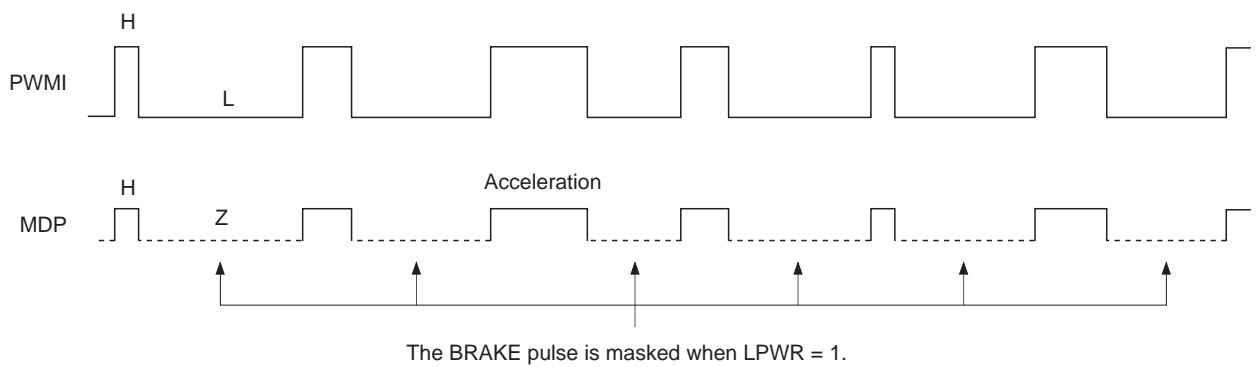 H
PWMI
L
Acceleration
H
Z
MDP
The BRAKE pulse is masked when LPWR = 1.